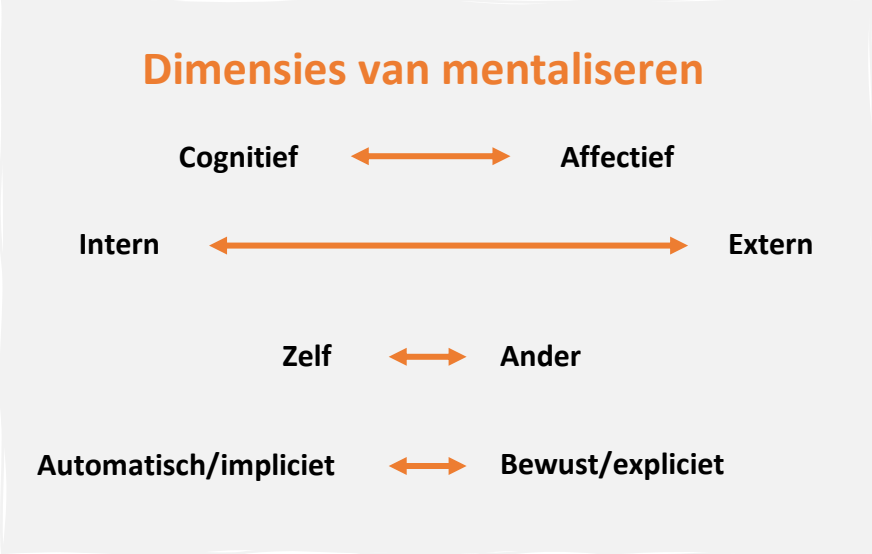 Dimensies van mentaliseren
Cognitief Affectief
Intern Extern
Zelf Ander
Automatisch/impliciet Bewust/expliciet